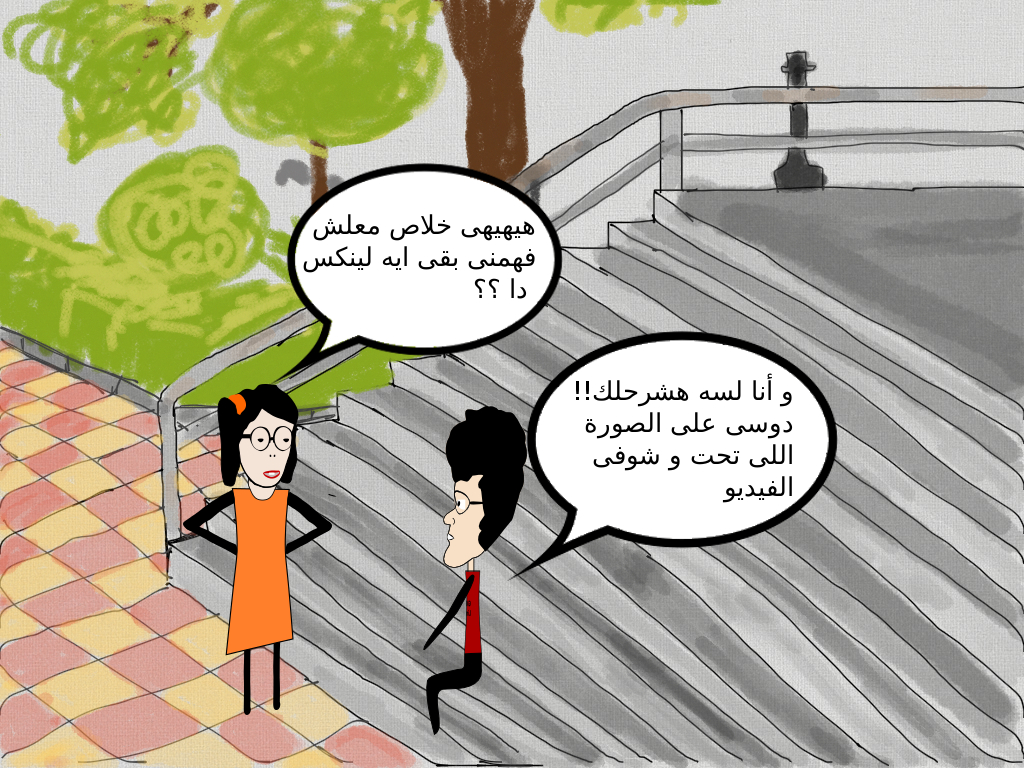 هيهيهى خلاص معلش
فهمنى بقى ايه لينكس
دا ؟؟
و أنا لسه هشرحلك!!
دوسى على الصورة
اللى تحت و شوفى
الفيديو